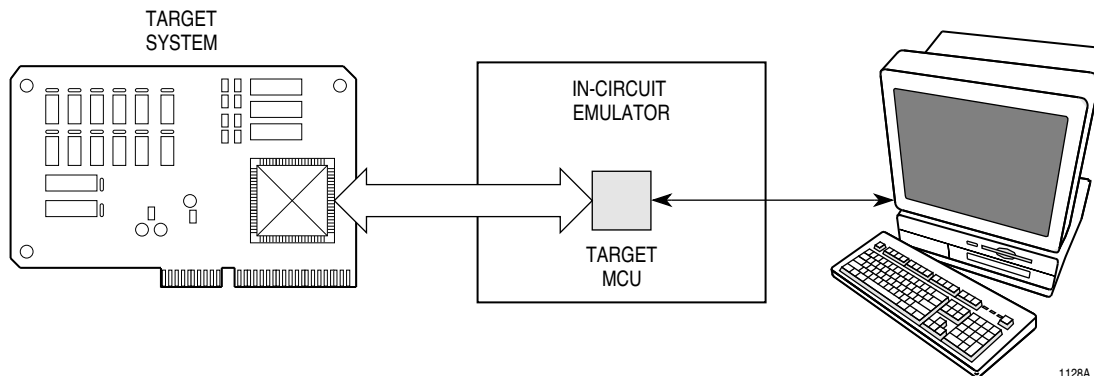 TARGET
SYSTEM
IN-CIRCUIT
EMULATOR
TARGET
MCU
1128A